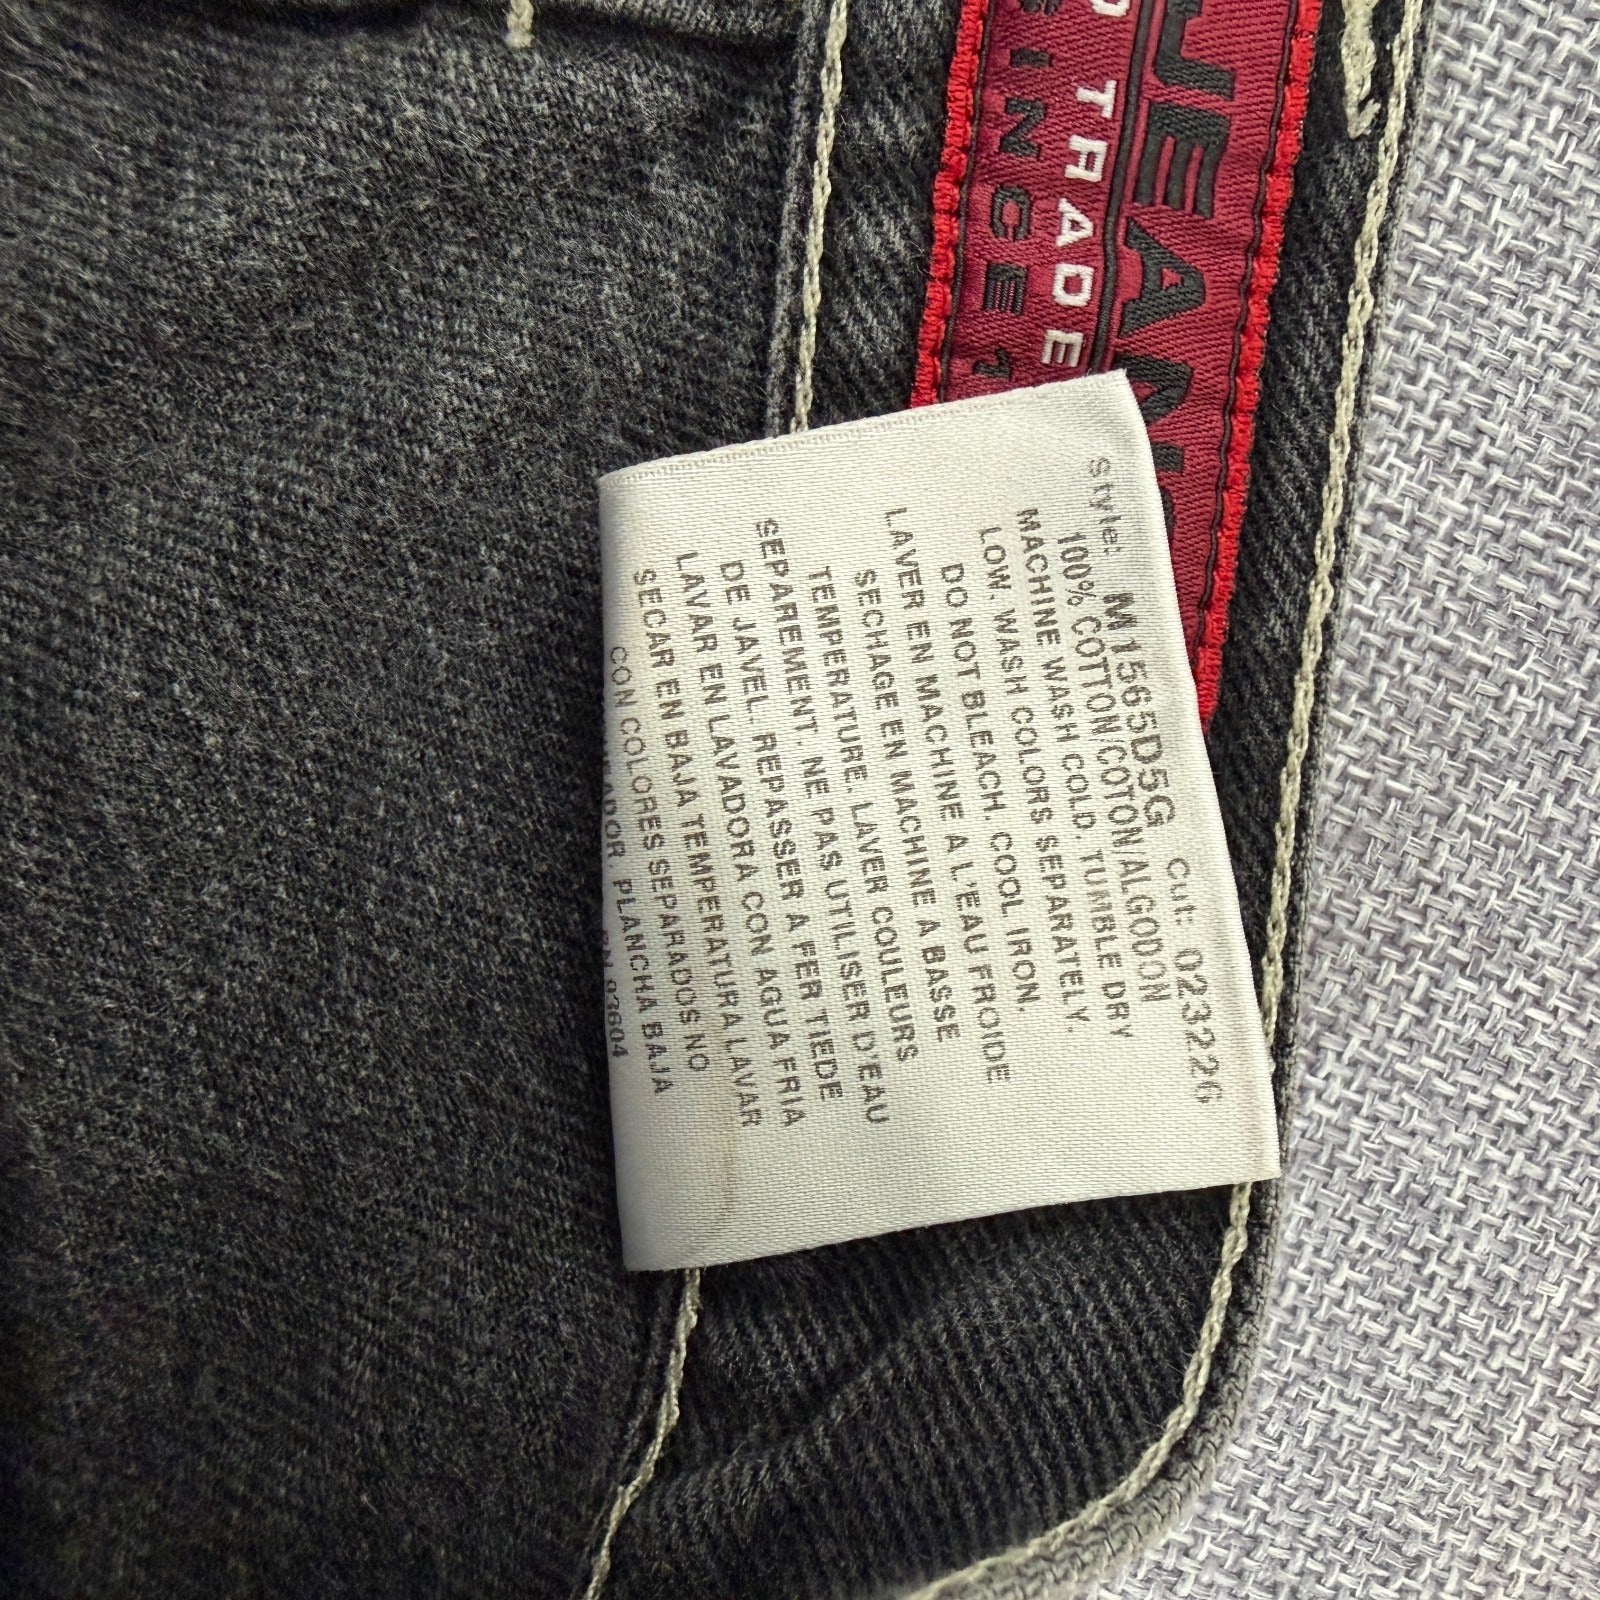 JEANS
TRADE
SINCE 1
Style: M1565D5G Cut: 023226
100% COTTON COTON ALGODON
MACHINE WASH COLD. TUMBLE DRY
LOW. WASH COLORS SEPARATELY.
DO NOT BLEACH. COOL IRON.
LAVER EN MACHINE A L'EAU FROIDE
SECHAGE EN MACHINE A BASSE
TEMPERATURE. LAVER COULEURS
SEPAREMENT. NE PAS UTILISER D'EAU
DE JAVEL. REPASSER A FER TIEDE
LAVAR EN LAVADORA CON AGUA FRIA
SECAR EN BAJA TEMPERATURA LAVAR
CON COLORES SEPARADOS NO
PLANCHA BAJA
93604